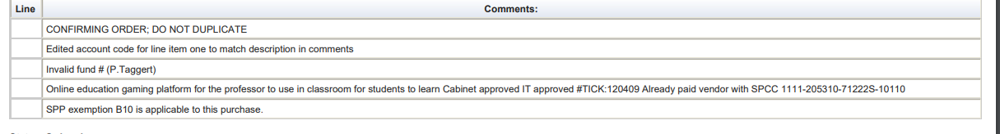 Line Comments:
CONFIRMING ORDER; DO NOT DUPLICATE
Edited account code for line item one to match description in comments
Invalid fund # (P.Taggert)
Online education gaming platform for the professor to use in classroom for students to learn Cabinet approved IT approved #TICK:120409 Already paid vendor with SPCC 1111-205310-71222S-10110
SPP exemption B10 is applicable to this purchase.